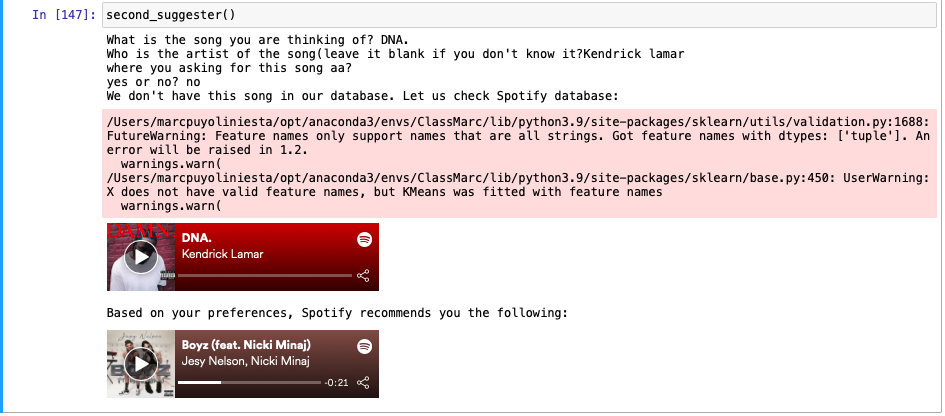 In [147]: second_suggester()
What is the song you are thinking of? DNA.
Who is the artist of the song(leave it blank if you don't know it?Kendrick lamar
where you asking for this song aa?
yes or no? no
We don't have this song in our database. Let us check Spotify database:
/Users/marcpuyoliniesta/opt/anaconda3/envs/ClassMarc/lib/python3.9/site-packages/sklearn/utils/validation.py:1688:
FutureWarning: Feature names only support names that are all strings. Got feature names with dtypes: ['tuple']. An
error will be raised in 1.2.
  warnings.warn(
/Users/marcpuyoliniesta/opt/anaconda3/envs/ClassMarc/lib/python3.9/site-packages/sklearn/base.py:450: UserWarning:
X does not have valid feature names, but KMeans was fitted with feature names
  warnings.warn(
DAMN.
DNA.
Kendrick Lamar
Based on your preferences, Spotify recommends you the following:
Jesy Nelson
BOYZ
Boyz (feat. Nicki Minaj)
Jesy Nelson, Nicki Minaj
-0:21